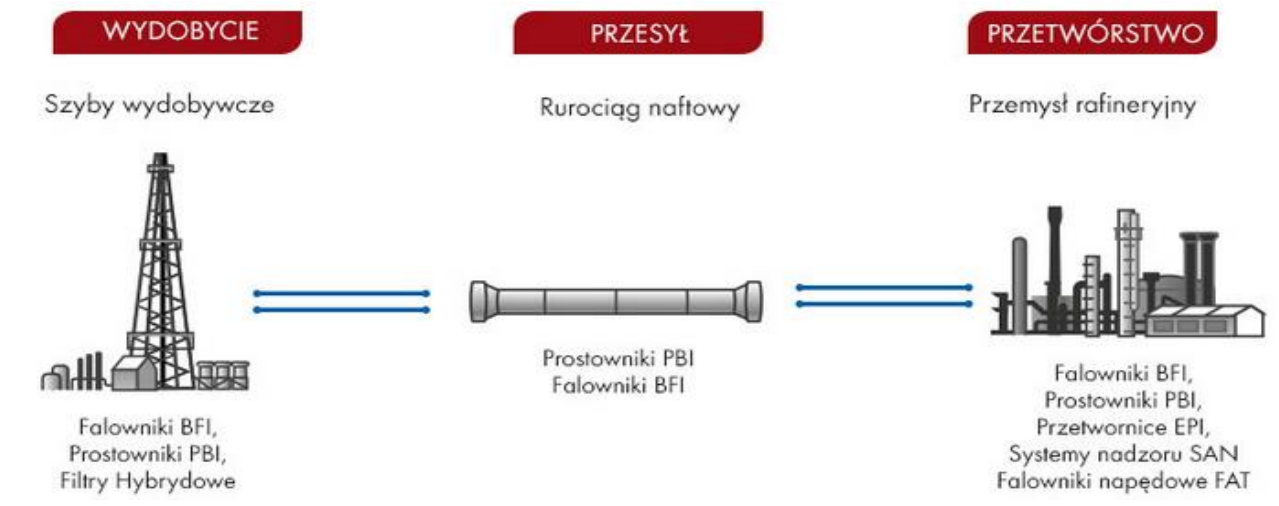 WYDOBYCIE
Szyby wydobywcze
Falowniki BFI,
Prostowniki PBI,
Filtry Hybrydowe
PRZESYŁ
Rurociąg naftowy
Prostowniki PBI
Falowniki BFI
PRZETWÓRSTWO
Przemysł rafineryjny
Falowniki BFI,
Prostowniki PBI,
Przetwornice EPI,
Systemy nadzoru SAN
Falowniki napędowe FAT